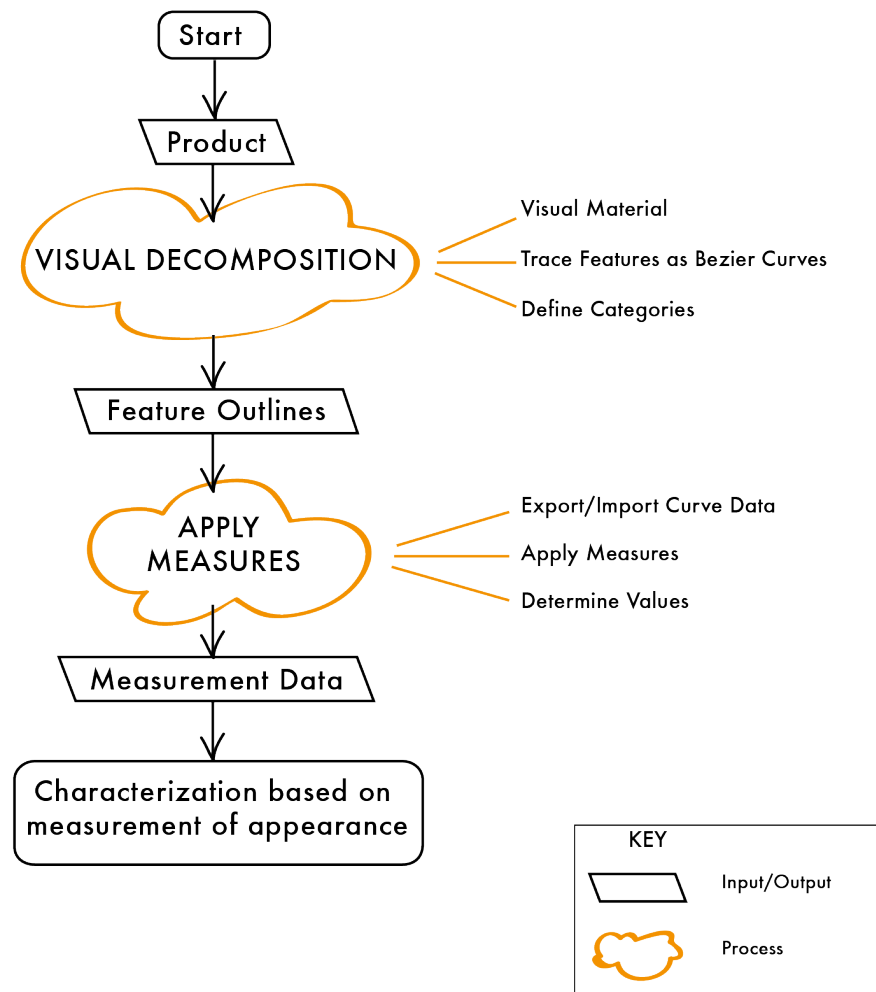 Start
Product
VISUAL DECOMPOSITION
Visual Material
Trace Features as Bezier Curves
Define Categories
Feature Outlines
APPLY
MEASURES
Export/Import Curve Data
Apply Measures
Determine Values
Measurement Data
Characterization based on
measurement of appearance
KEY
Input/Output
Process